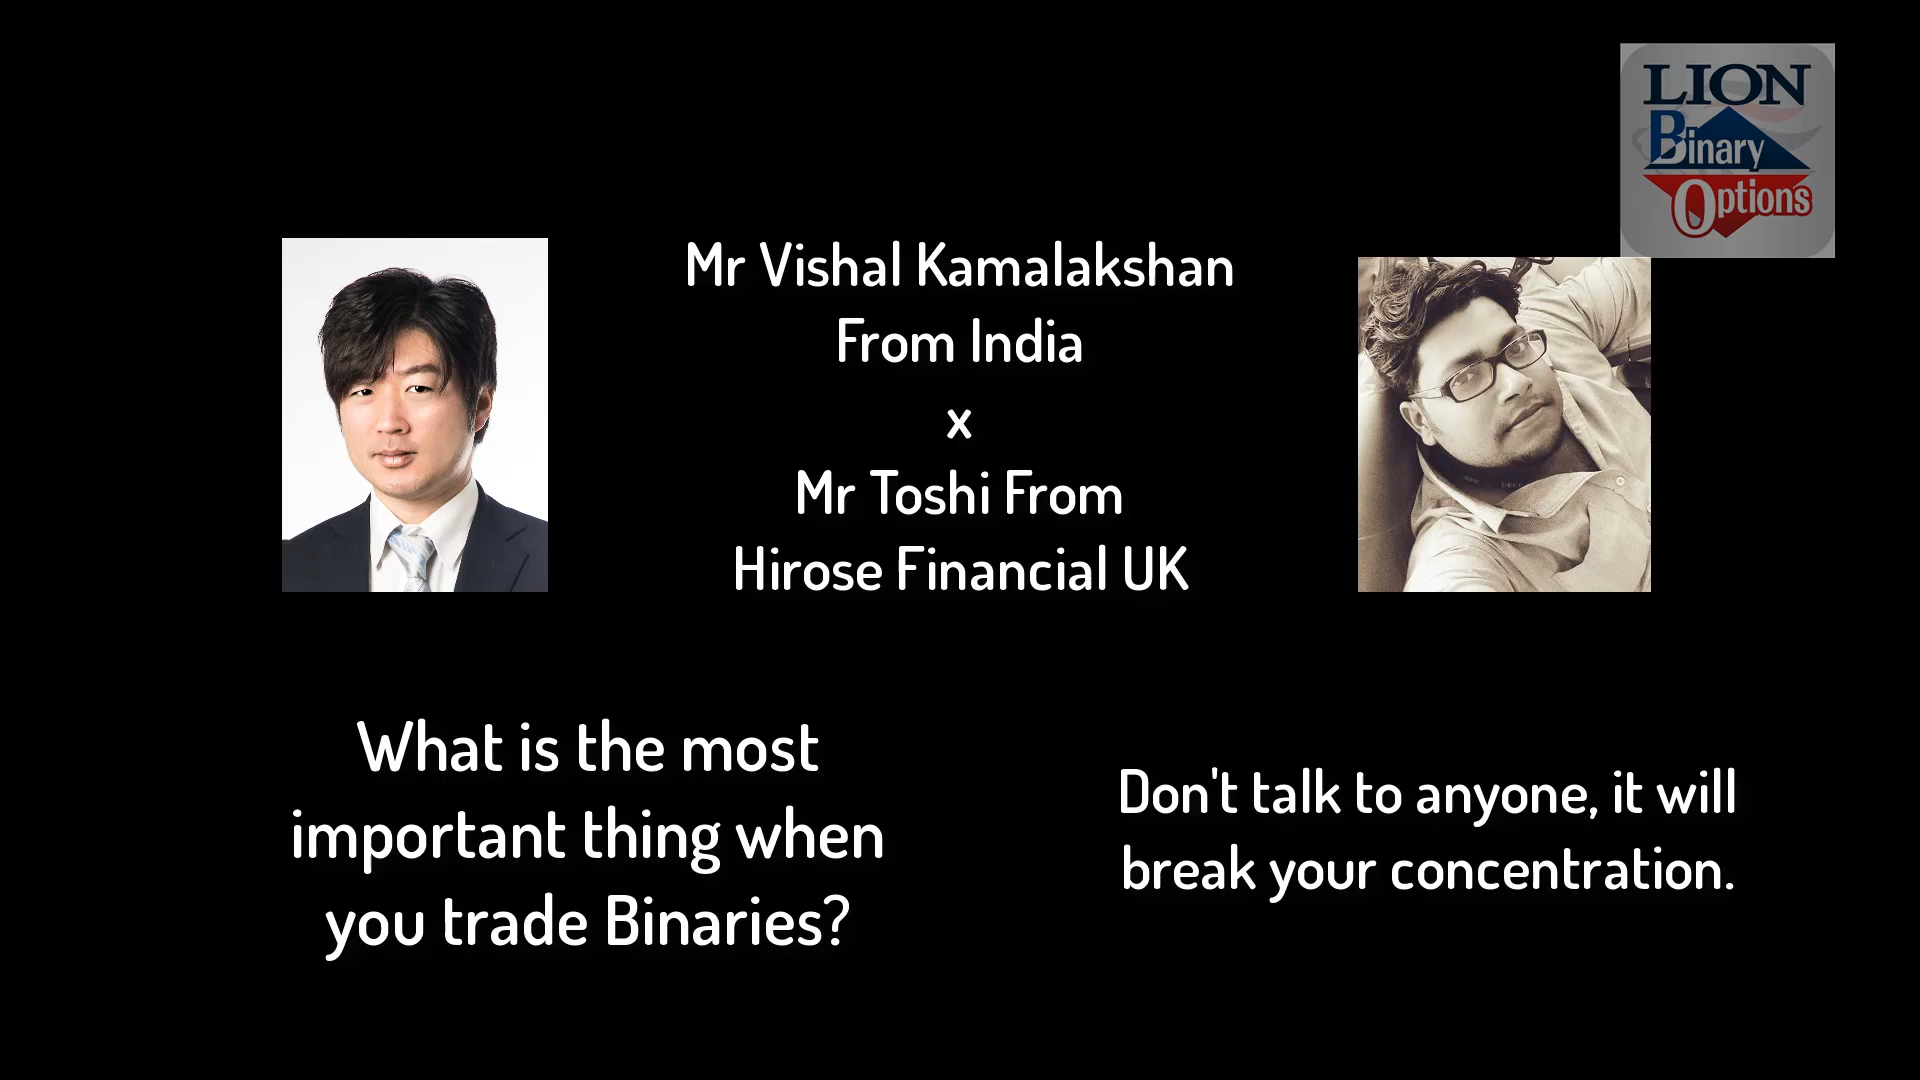 LION
Binary
Options
Mr Vishal Kamalakshan
From India
x
Mr Toshi From
Hirose Financial UK
What is the most
important thing when
you trade Binaries?
Don't talk to anyone, it will
break your concentration.